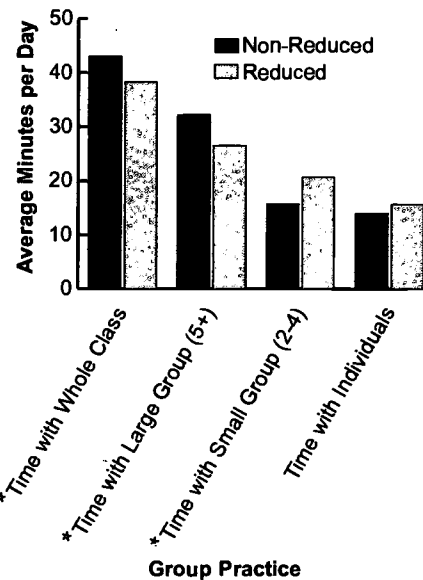 50
40
30
20
10
0
Average Minutes per Day
Non-Reduced
Reduced
*Time with Whole Class
*Time with Large Group (5+)
*Time with Small Group (2-4)
Time with Individuals
Group Practice